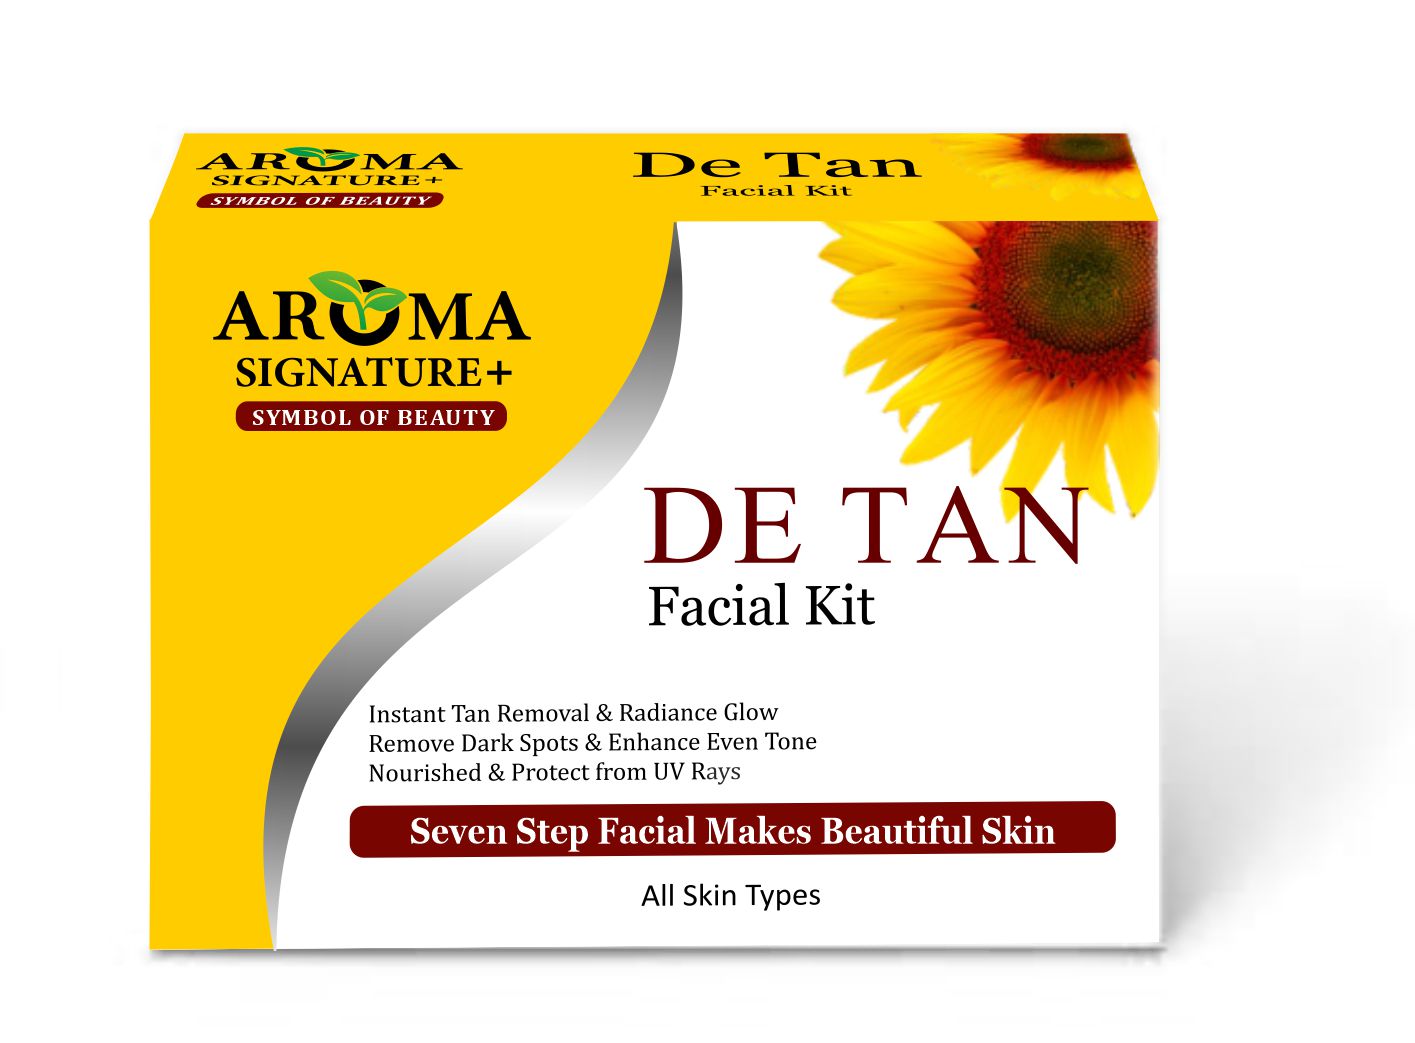 AROMA
SIGNATURE+
SYMBOL OF BEAUTY
De Tan
Facial Kit
AROMA
SIGNATURE+
SYMBOL OF BEAUTY
DE TAN
Facial Kit
Instant Tan Removal & Radiance Glow
Remove Dark Spots & Enhance Even Tone
Nourished & Protect from UV Rays
Seven Step Facial Makes Beautiful Skin
All Skin Types